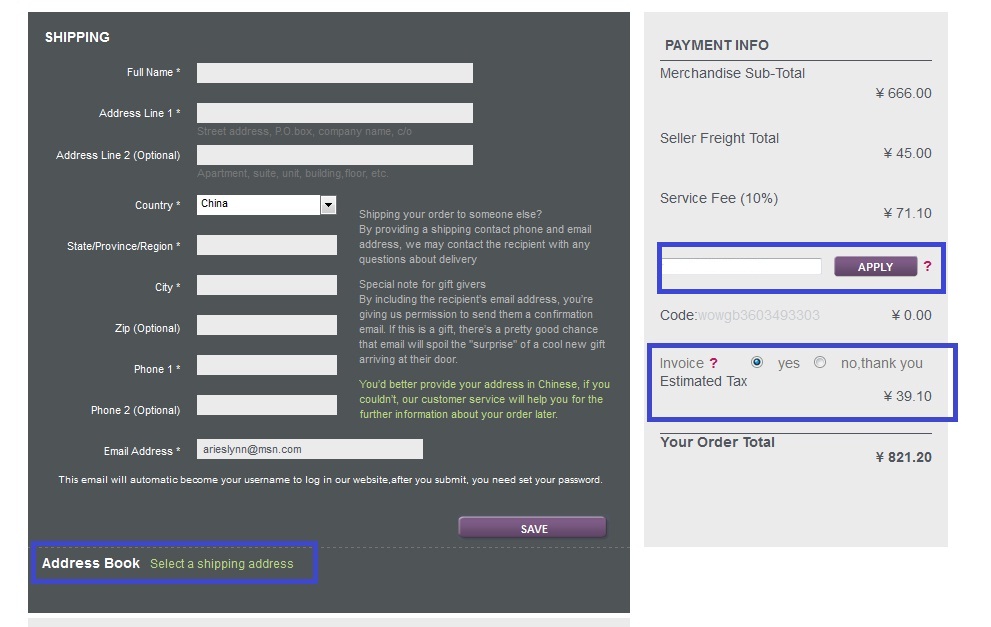 SHIPPING
Full Name *
Address Line 1 *
Street address, P.O.box, company name, c/o
Address Line 2 (Optional)
Apartment, suite, unit, building,floor, etc.
Country *
China
State/Province/Region *
City *
Zip (Optional)
Phone 1 *
Phone 2 (Optional)
Email Address *
arieslynn@msn.com
Shipping your order to someone else?
By providing a shipping contact phone and email
address, we may contact the recipient with any
questions about delivery
Special note for gift givers
By including the recipient's email address, you're
giving us permission to send them a confirmation
email. If this is a gift, there's a pretty good chance
that email will spoil the "surprise" of a cool new gift
arriving at their door.
You'd better provide your address in Chinese, if you
couldn't, our customer service will help you for the
further information about your order later.
This email will automatic become your username to log in our website,after you submit, you need set your password.
SAVE
Address Book Select a shipping address
PAYMENT INFO
Merchandise Sub-Total
¥ 666.00
Seller Freight Total
¥ 45.00
Service Fee (10%)
¥ 71.10
APPLY ?
Code:wowgb3603493303 ¥ 0.00
Invoice ? yes no,thank you
Estimated Tax
¥ 39.10
Your Order Total
¥ 821.20